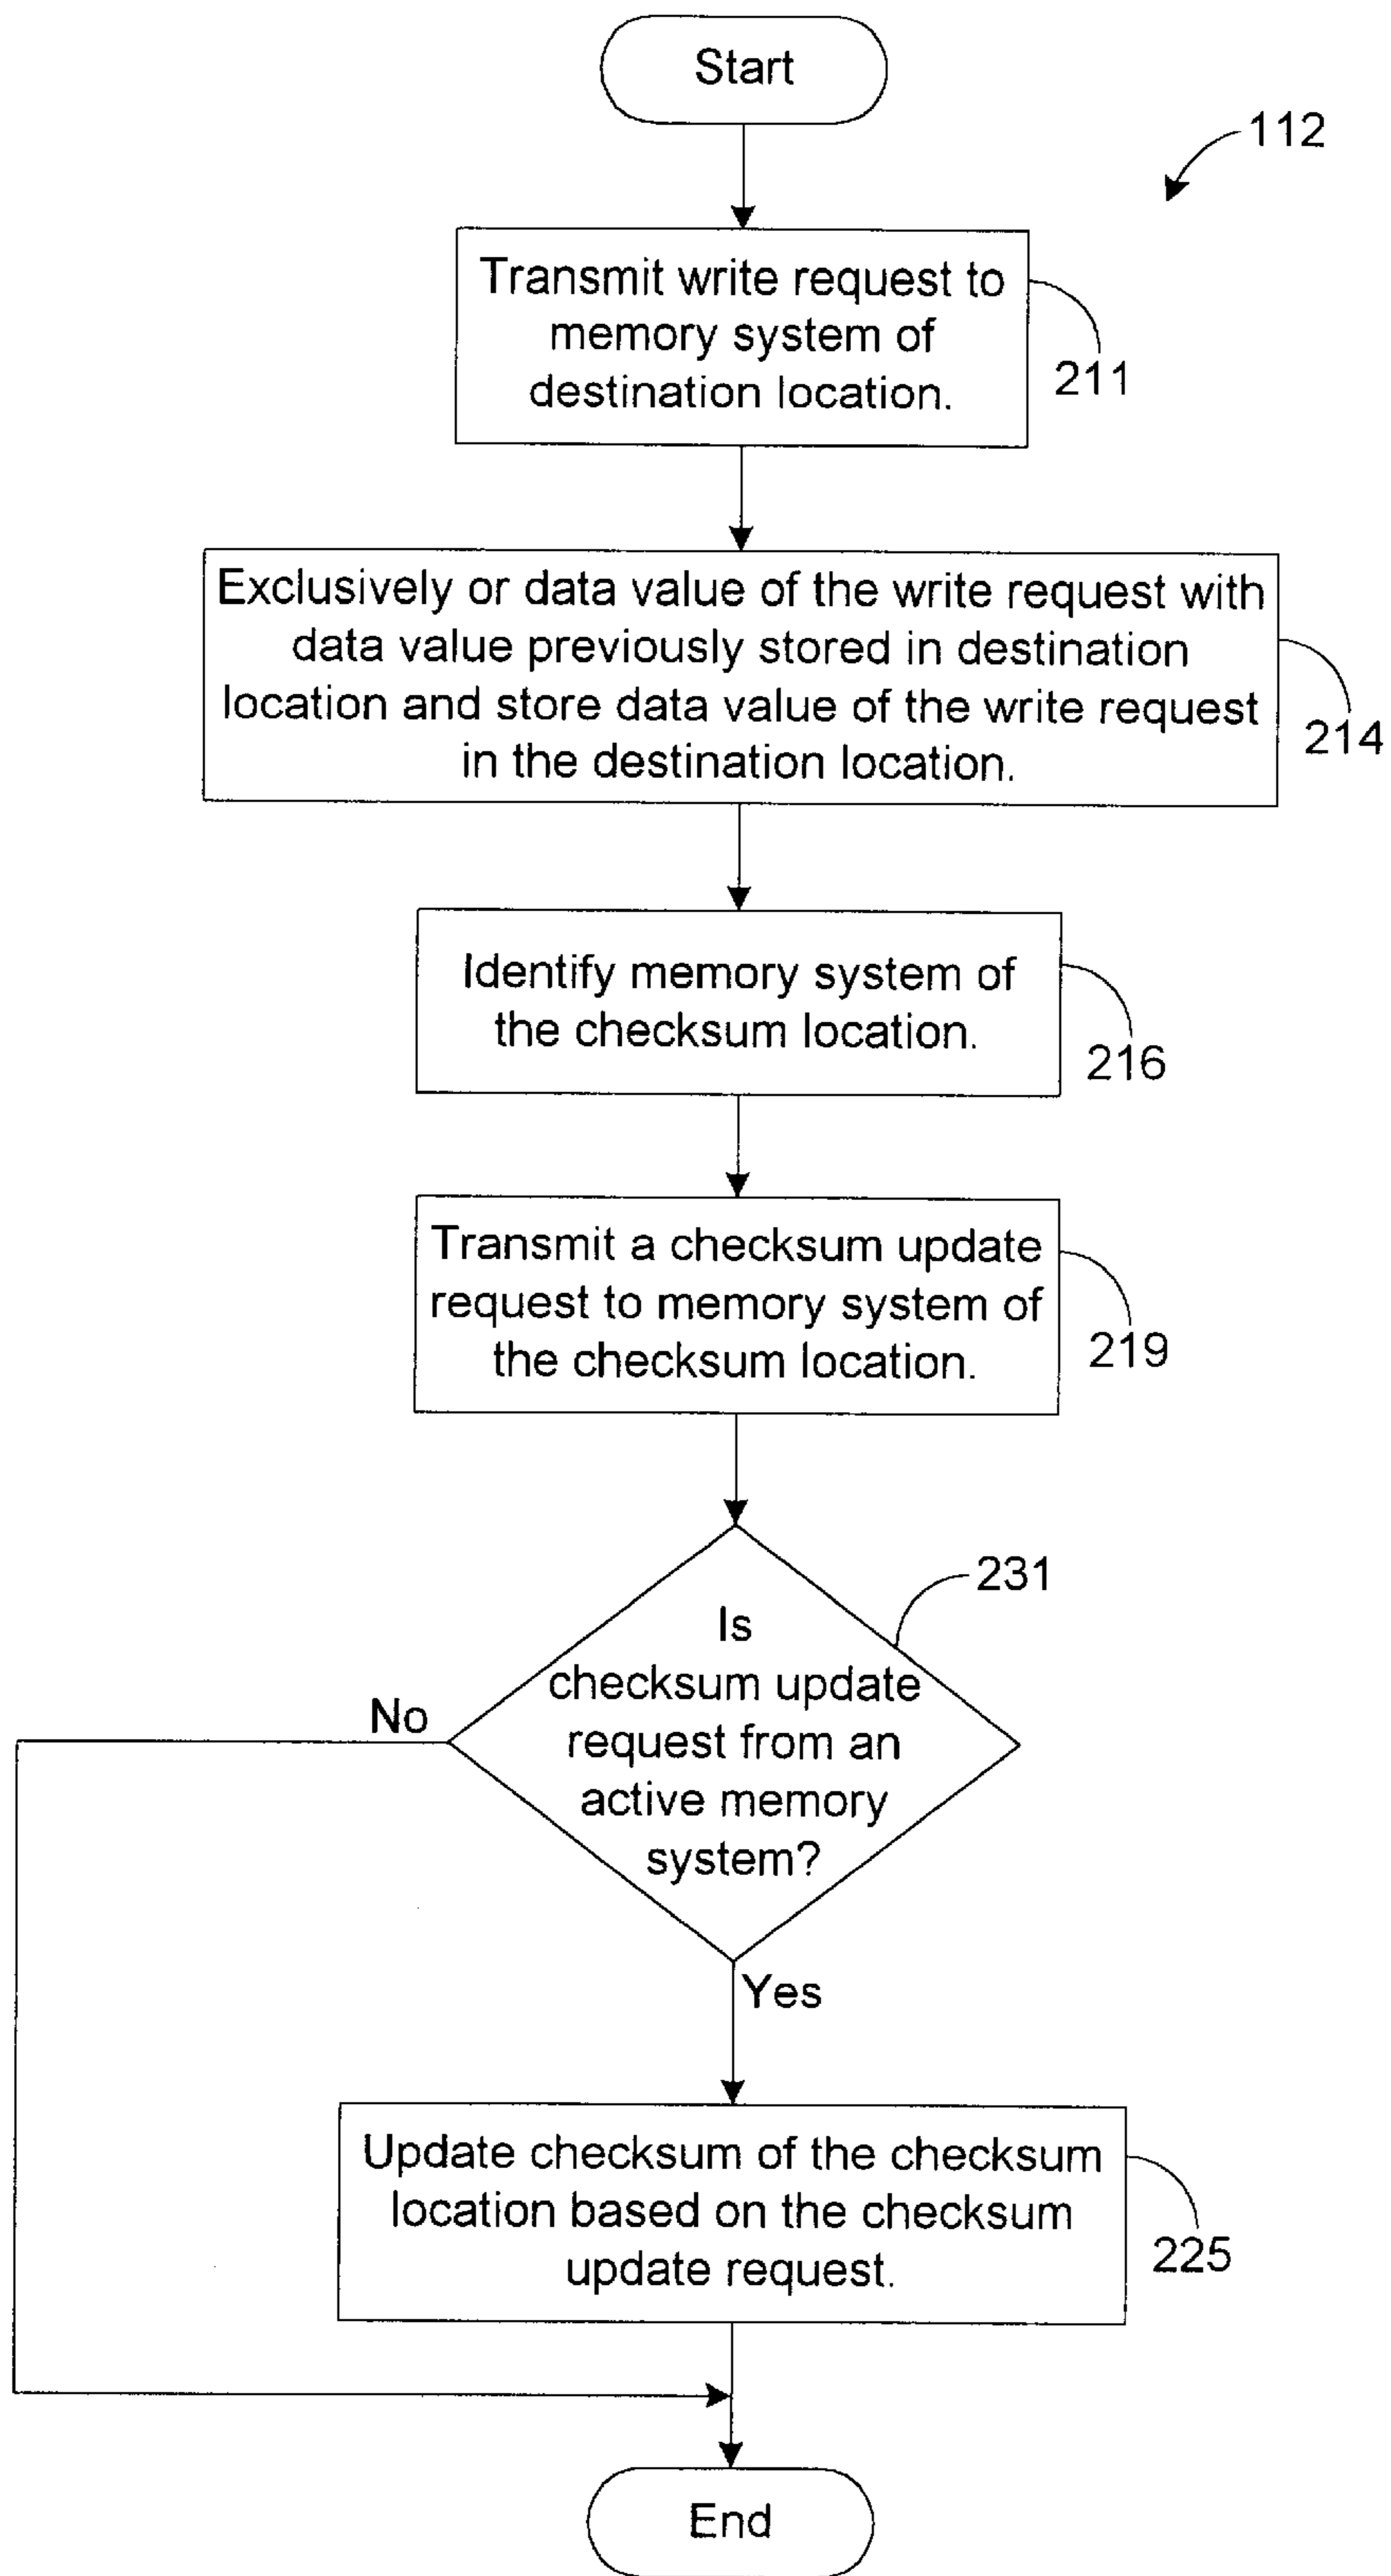 Start
112
Transmit write request to
memory system of
destination location.
211
Exclusively or data value of the write request with
data value previously stored in destination
location and store data value of the write request
in the destination location.
214
Identify memory system of
the checksum location.
216
Transmit a checksum update
request to memory system of
the checksum location.
219
231
Is
checksum update
request from an
active memory
system?
No
Yes
Update checksum of the checksum
location based on the checksum
update request.
225
End